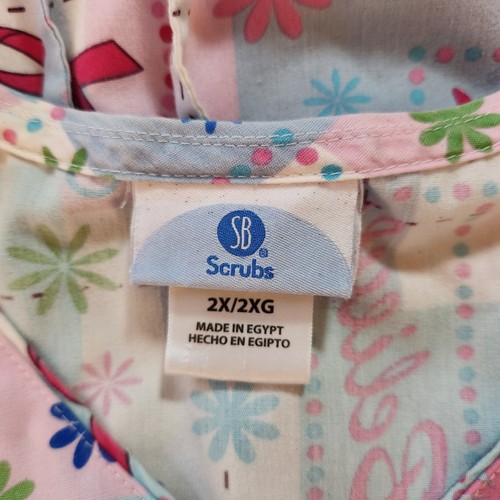 SB
®
Scrubs
2X/2XG
MADE IN EGYPT
HECHO EN EGIPTO